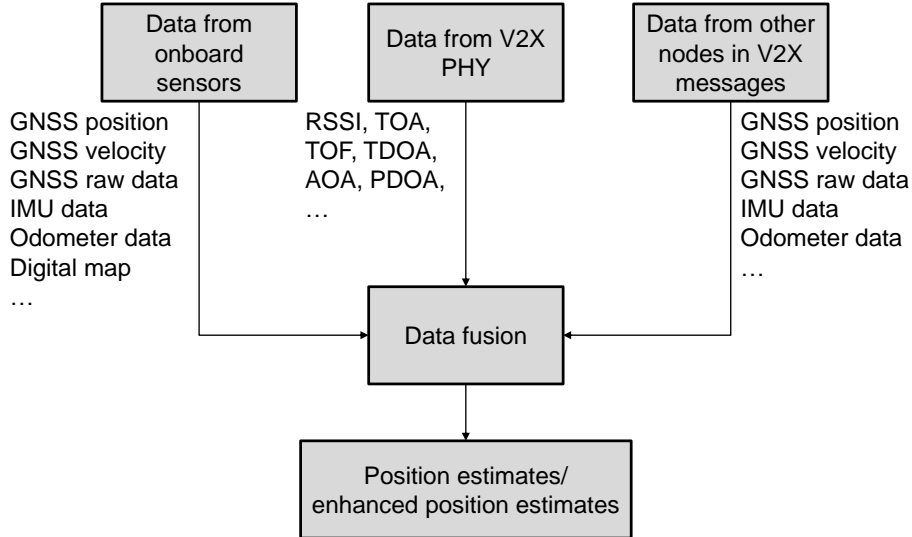 Data from
onboard
sensors
Data from V2X
PHY
Data from other
nodes in V2X
messages
GNSS position
GNSS velocity
GNSS raw data
IMU data
Odometer data
Digital map
…
RSSI, TOA,
TOF, TDOA,
AOA, PDOA,
…
GNSS position
GNSS velocity
GNSS raw data
IMU data
Odometer data
…
Data fusion
Position estimates/
enhanced position estimates